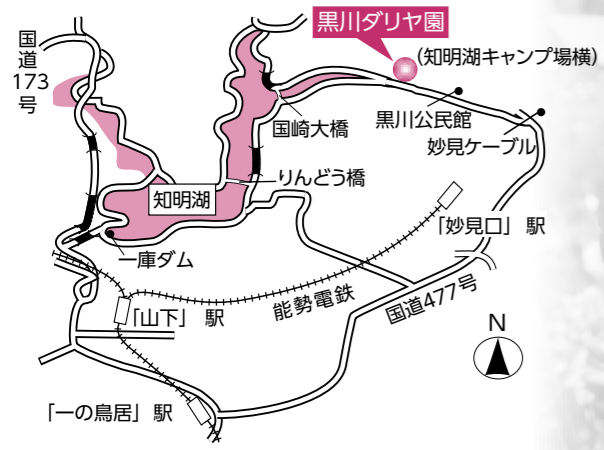 黒川ダリヤ園
(知明湖キャンプ場横)
国道
173
号
国崎大橋
黒川公民館
妙見ケーブル
りんどう橋
知明湖
「妙見口」駅
一庫ダム
能勢電鉄
国道477号
「山下」駅
N
「一の鳥居」駅